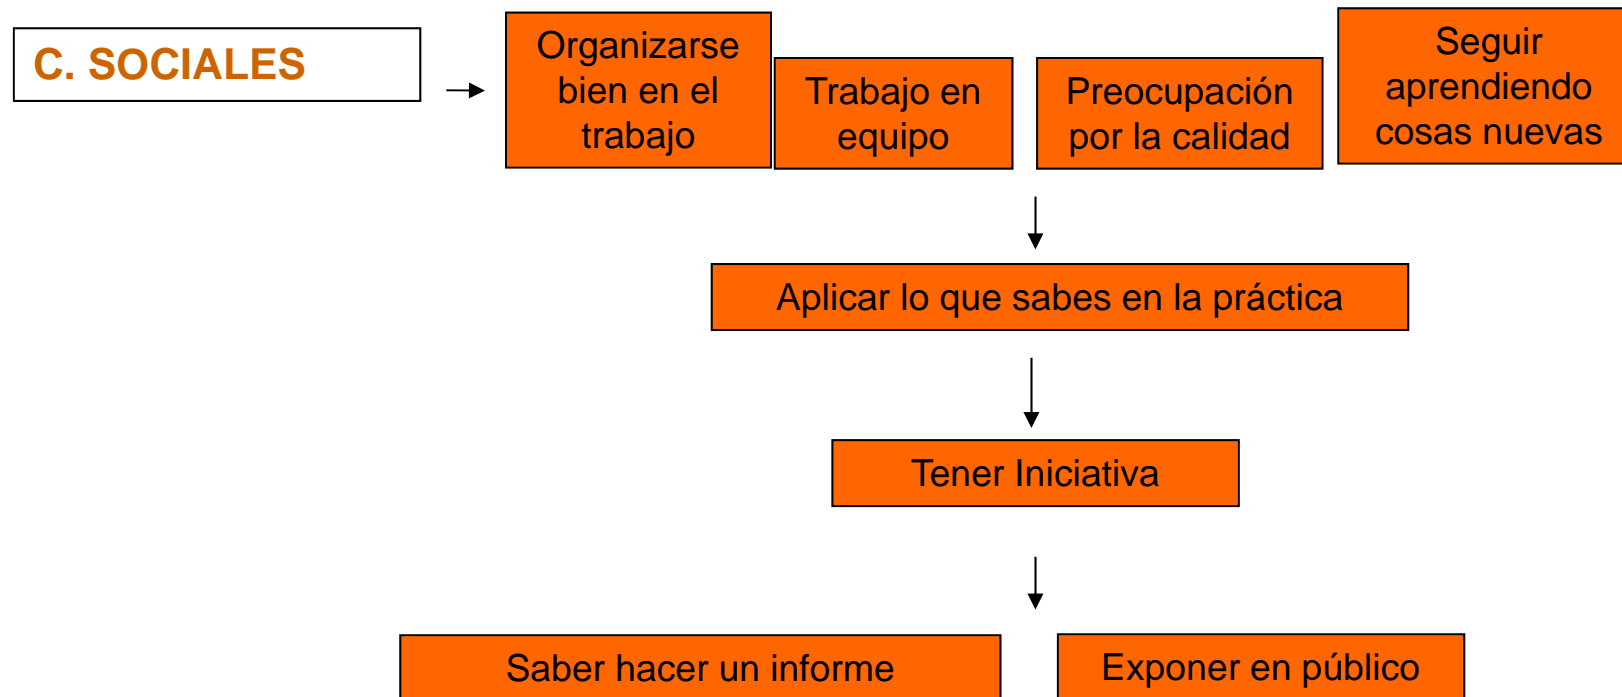 C. SOCIALES
Organizarse
bien en el
trabajo
Trabajo en
equipo
Preocupación
por la calidad
Seguir
aprendiendo
cosas nuevas
Aplicar lo que sabes en la práctica
Tener Iniciativa
Saber hacer un informe
Exponer en público